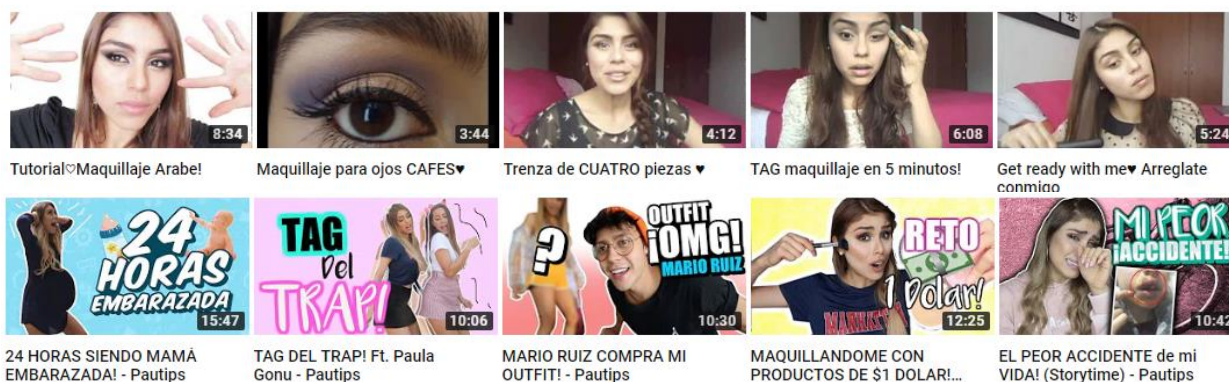 8:34
3:44
4:12
6:08
5:24
Tutorial♡Maquillaje Arabe!
Maquillaje para ojos CAFES♥
Trenza de CUATRO piezas ♥
TAG maquillaje en 5 minutos!
Get ready with me♥ Arreglate
conmigo
24
HORAS
EMBARAZADA
15:47
TAG
Del
TRAP!
10:06
?
OUTFIT
¡OMG!
MARIO RUIZ
10:30
RETO
1 Dolar!
12:25
MI PEOR
¡ACCIDENTE!
10:42
24 HORAS SIENDO MAMÁ
EMBARAZADA! - Pautips
TAG DEL TRAP! Ft. Paula
Gonu - Pautips
MARIO RUIZ COMPRA MI
OUTFIT! - Pautips
MAQUILLANDOME CON
PRODUCTOS DE $1 DOLAR!...
EL PEOR ACCIDENTE de mi
VIDA! (Storytime) - Pautips